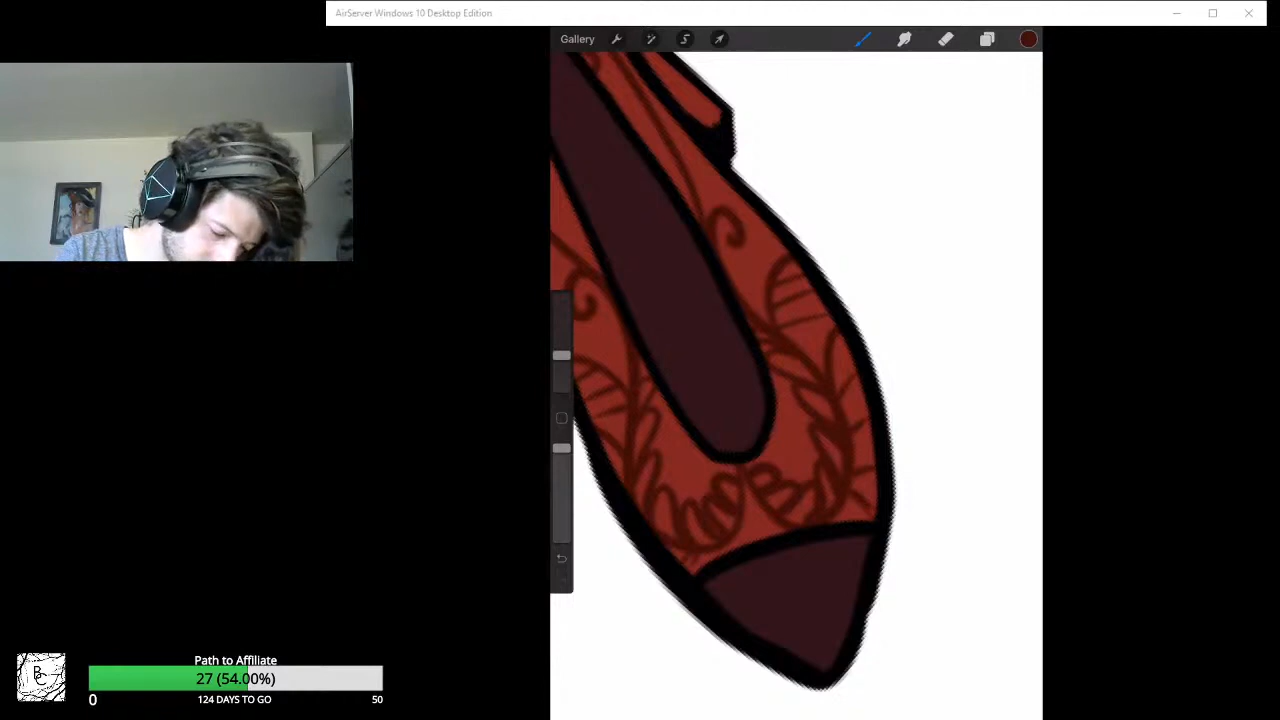 AirServer Windows 10 Desktop Edition
Gallery
Path to Affiliate
27 (54.00%)
0
124 DAYS TO GO
50